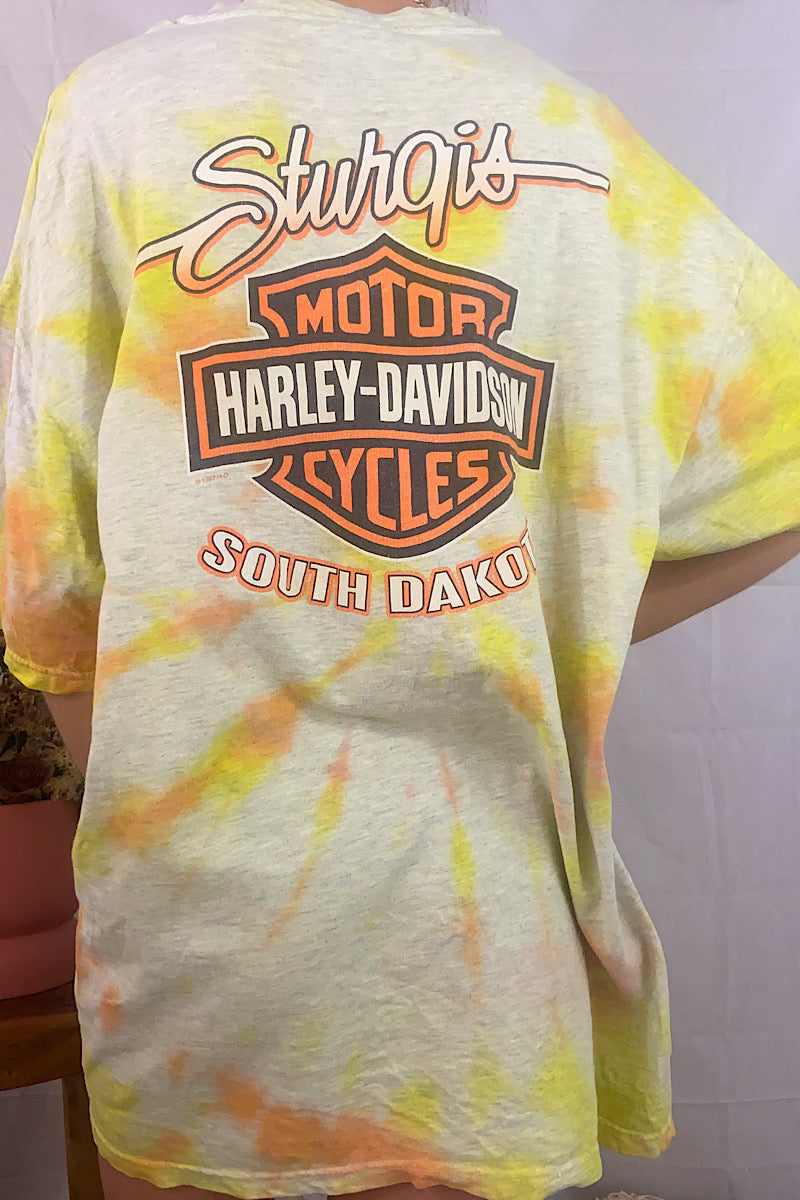 Sturgis
MOTOR
HARLEY-DAVIDSON
CYCLES
SOUTH DAKOT